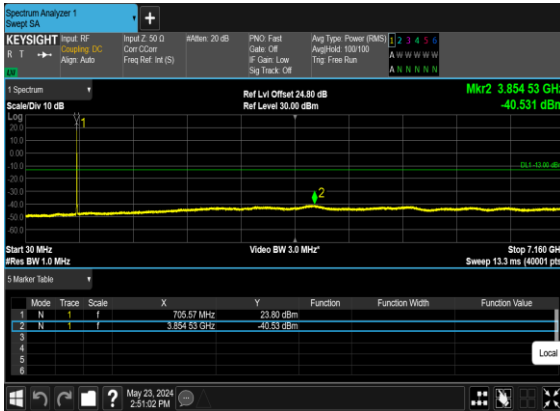 Spectrum Analyzer 1
Swept SA
+
KEYSIGHT Input: RF Input Z: 50 Ω #Atten: 20 dB PNO: Fast Avg Type: Power (RMS) 1 2 3 4 5 6
R T Coupling: DC Corr CCorr Gate: Off Avg|Hold: 100/100 A W W W W W
Align: Auto Freq Ref: Int (S) IF Gain: Low Trig: Free Run
Sig Track: Off A N N N N N
1 Spectrum Ref Lvl Offset 24.80 dB Mkr2 3.854 53 GHz
Scale/Div 10 dB Ref Level 30.00 dBm -40.531 dBm
Log
20.0
10.0
0.00
-10.0 DL1 -13.00 dBm
-20.0
-30.0
-40.0
-50.0
-60.0
1
2
Start 30 MHz Video BW 3.0 MHz* Stop 7.160 GHz
#Res BW 1.0 MHz Sweep 13.3 ms (40001 pts)
5 Marker Table
Mode Trace Scale X Y Function Function Width Function Value
1 N 1 f 705.57 MHz 23.80 dBm
2 N 1 f 3.854 53 GHz -40.53 dBm
3
4
5
6
Local
? May 23, 2024
2:51:02 PM